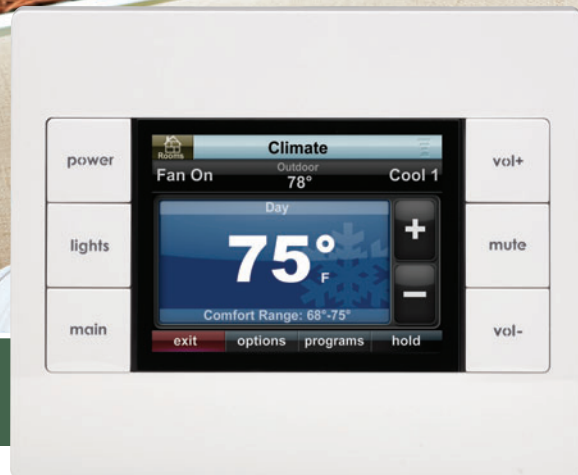 power
lights
main
Rooms
Climate
Fan On
Outdoor
78°
Cool 1
Day
75°F
Comfort Range: 68°-75°
+
−
exit options programs hold
vol+
mute
vol-